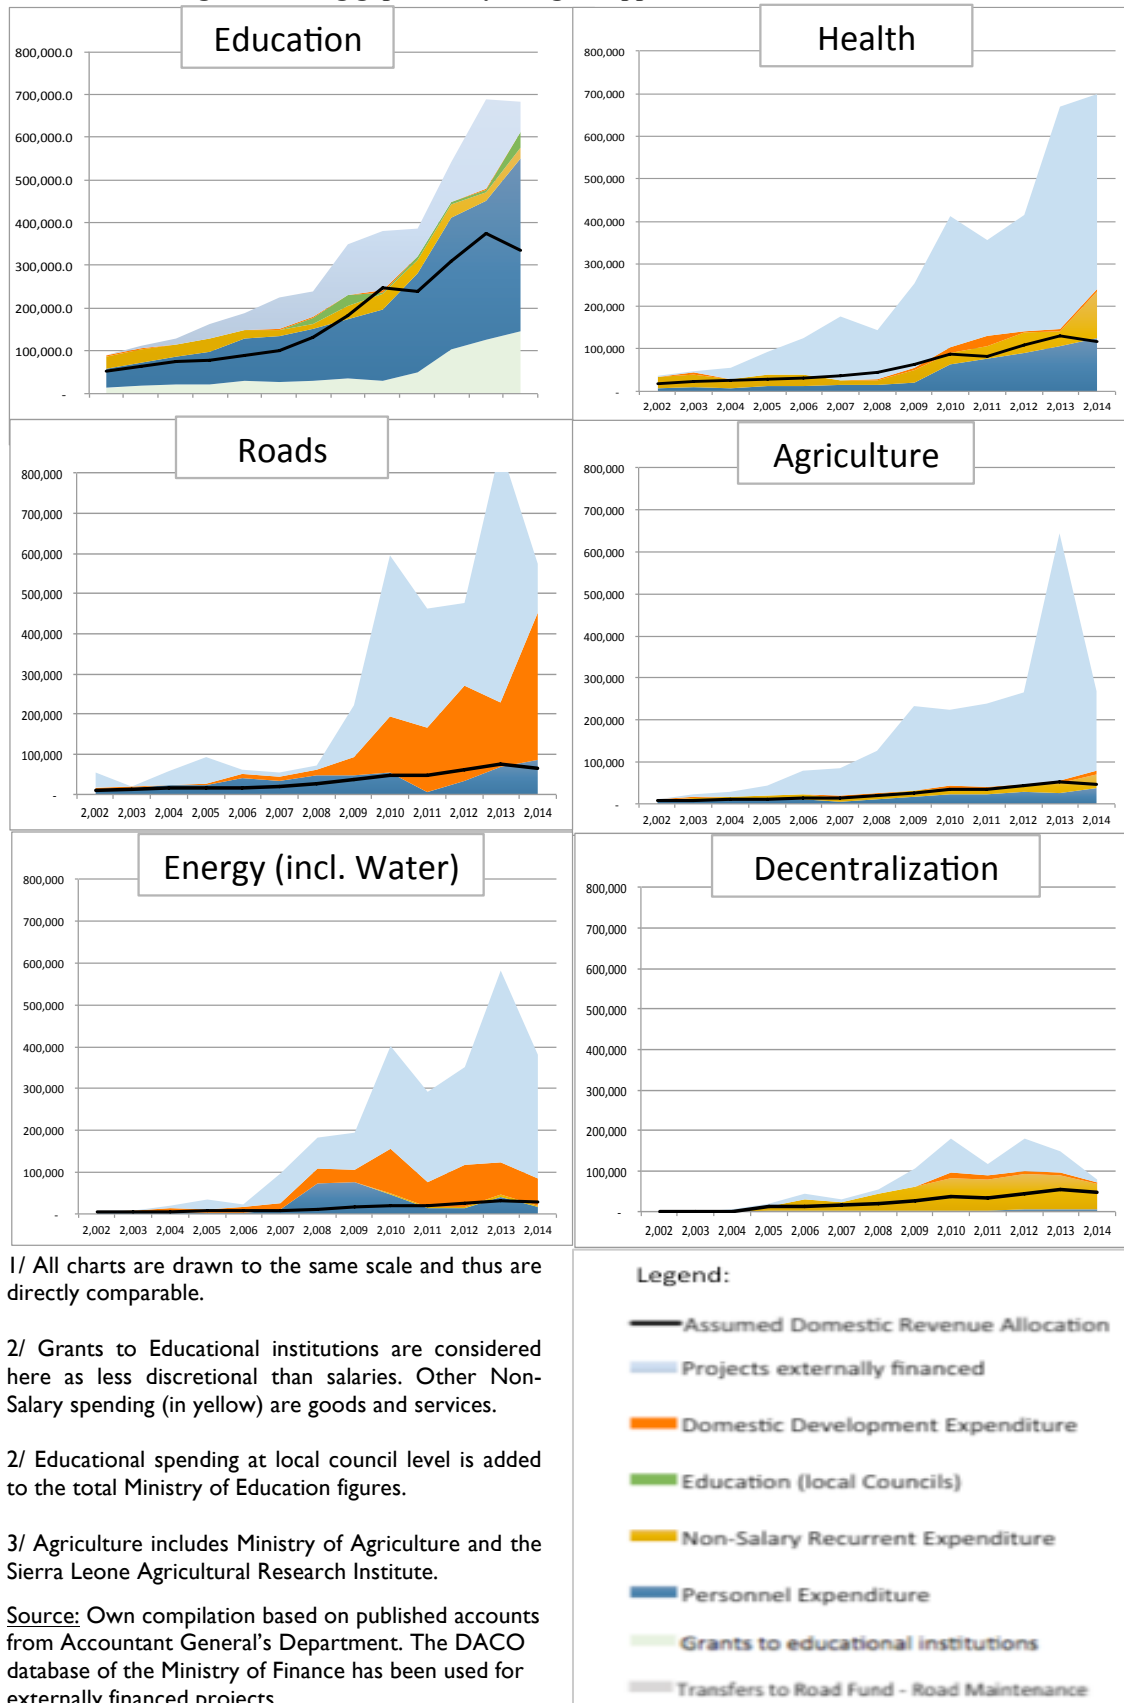 Education
800,000.0
700,000.0
600,000.0
500,000.0
400,000.0
300,000.0
200,000.0
100,000.0
-
Health
800,000
700,000
600,000
500,000
400,000
300,000
200,000
100,000
-
2,002 2,003 2,004 2,005 2,006 2,007 2,008 2,009 2,010 2,011 2,012 2,013 2,014
Roads
800,000
700,000
600,000
500,000
400,000
300,000
200,000
100,000
-
2,002 2,003 2,004 2,005 2,006 2,007 2,008 2,009 2,010 2,011 2,012 2,013 2,014
Agriculture
800,000
700,000
600,000
500,000
400,000
300,000
200,000
100,000
-
2,002 2,003 2,004 2,005 2,006 2,007 2,008 2,009 2,010 2,011 2,012 2,013 2,014
Energy (incl. Water)
800,000
700,000
600,000
500,000
400,000
300,000
200,000
100,000
-
2,002 2,003 2,004 2,005 2,006 2,007 2,008 2,009 2,010 2,011 2,012 2,013 2,014
Decentralization
800,000
700,000
600,000
500,000
400,000
300,000
200,000
100,000
-
2,002 2,003 2,004 2,005 2,006 2,007 2,008 2,009 2,010 2,011 2,012 2,013 2,014
1/ All charts are drawn to the same scale and thus are
directly comparable.
2/ Grants to Educational institutions are considered
here as less discretional than salaries. Other Non-
Salary spending (in yellow) are goods and services.
2/ Educational spending at local council level is added
to the total Ministry of Education figures.
3/ Agriculture includes Ministry of Agriculture and the
Sierra Leone Agricultural Research Institute.
Source: Own compilation based on published accounts
from Accountant General's Department. The DACO
database of the Ministry of Finance has been used for
externally financed projects
Legend:
Assumed Domestic Revenue Allocation
Projects externally financed
Domestic Development Expenditure
Education (local Councils)
Non-Salary Recurrent Expenditure
Personnel Expenditure
Grants to educational institutions
Transfers to Road Fund - Road Maintenance